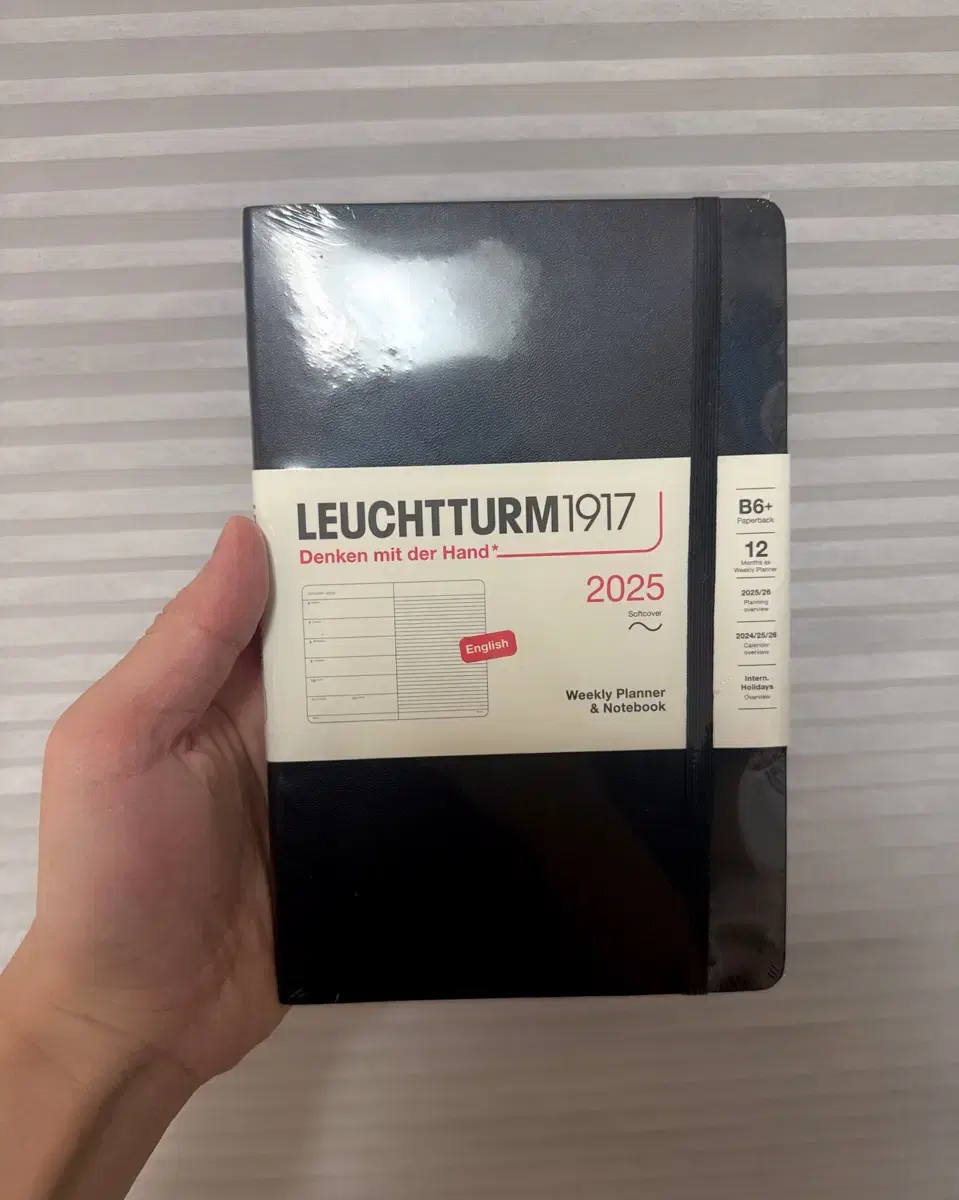 LEUCHTTURM1917
Denken mit der Hand*
2025
Softcover
English
Weekly Planner
& Notebook
B6+
Paperback
12
Months as
Weekly Planner
2025/26
Planning
overview
2024/25/26
Calendar
overview
Intern.
Holidays
Overview